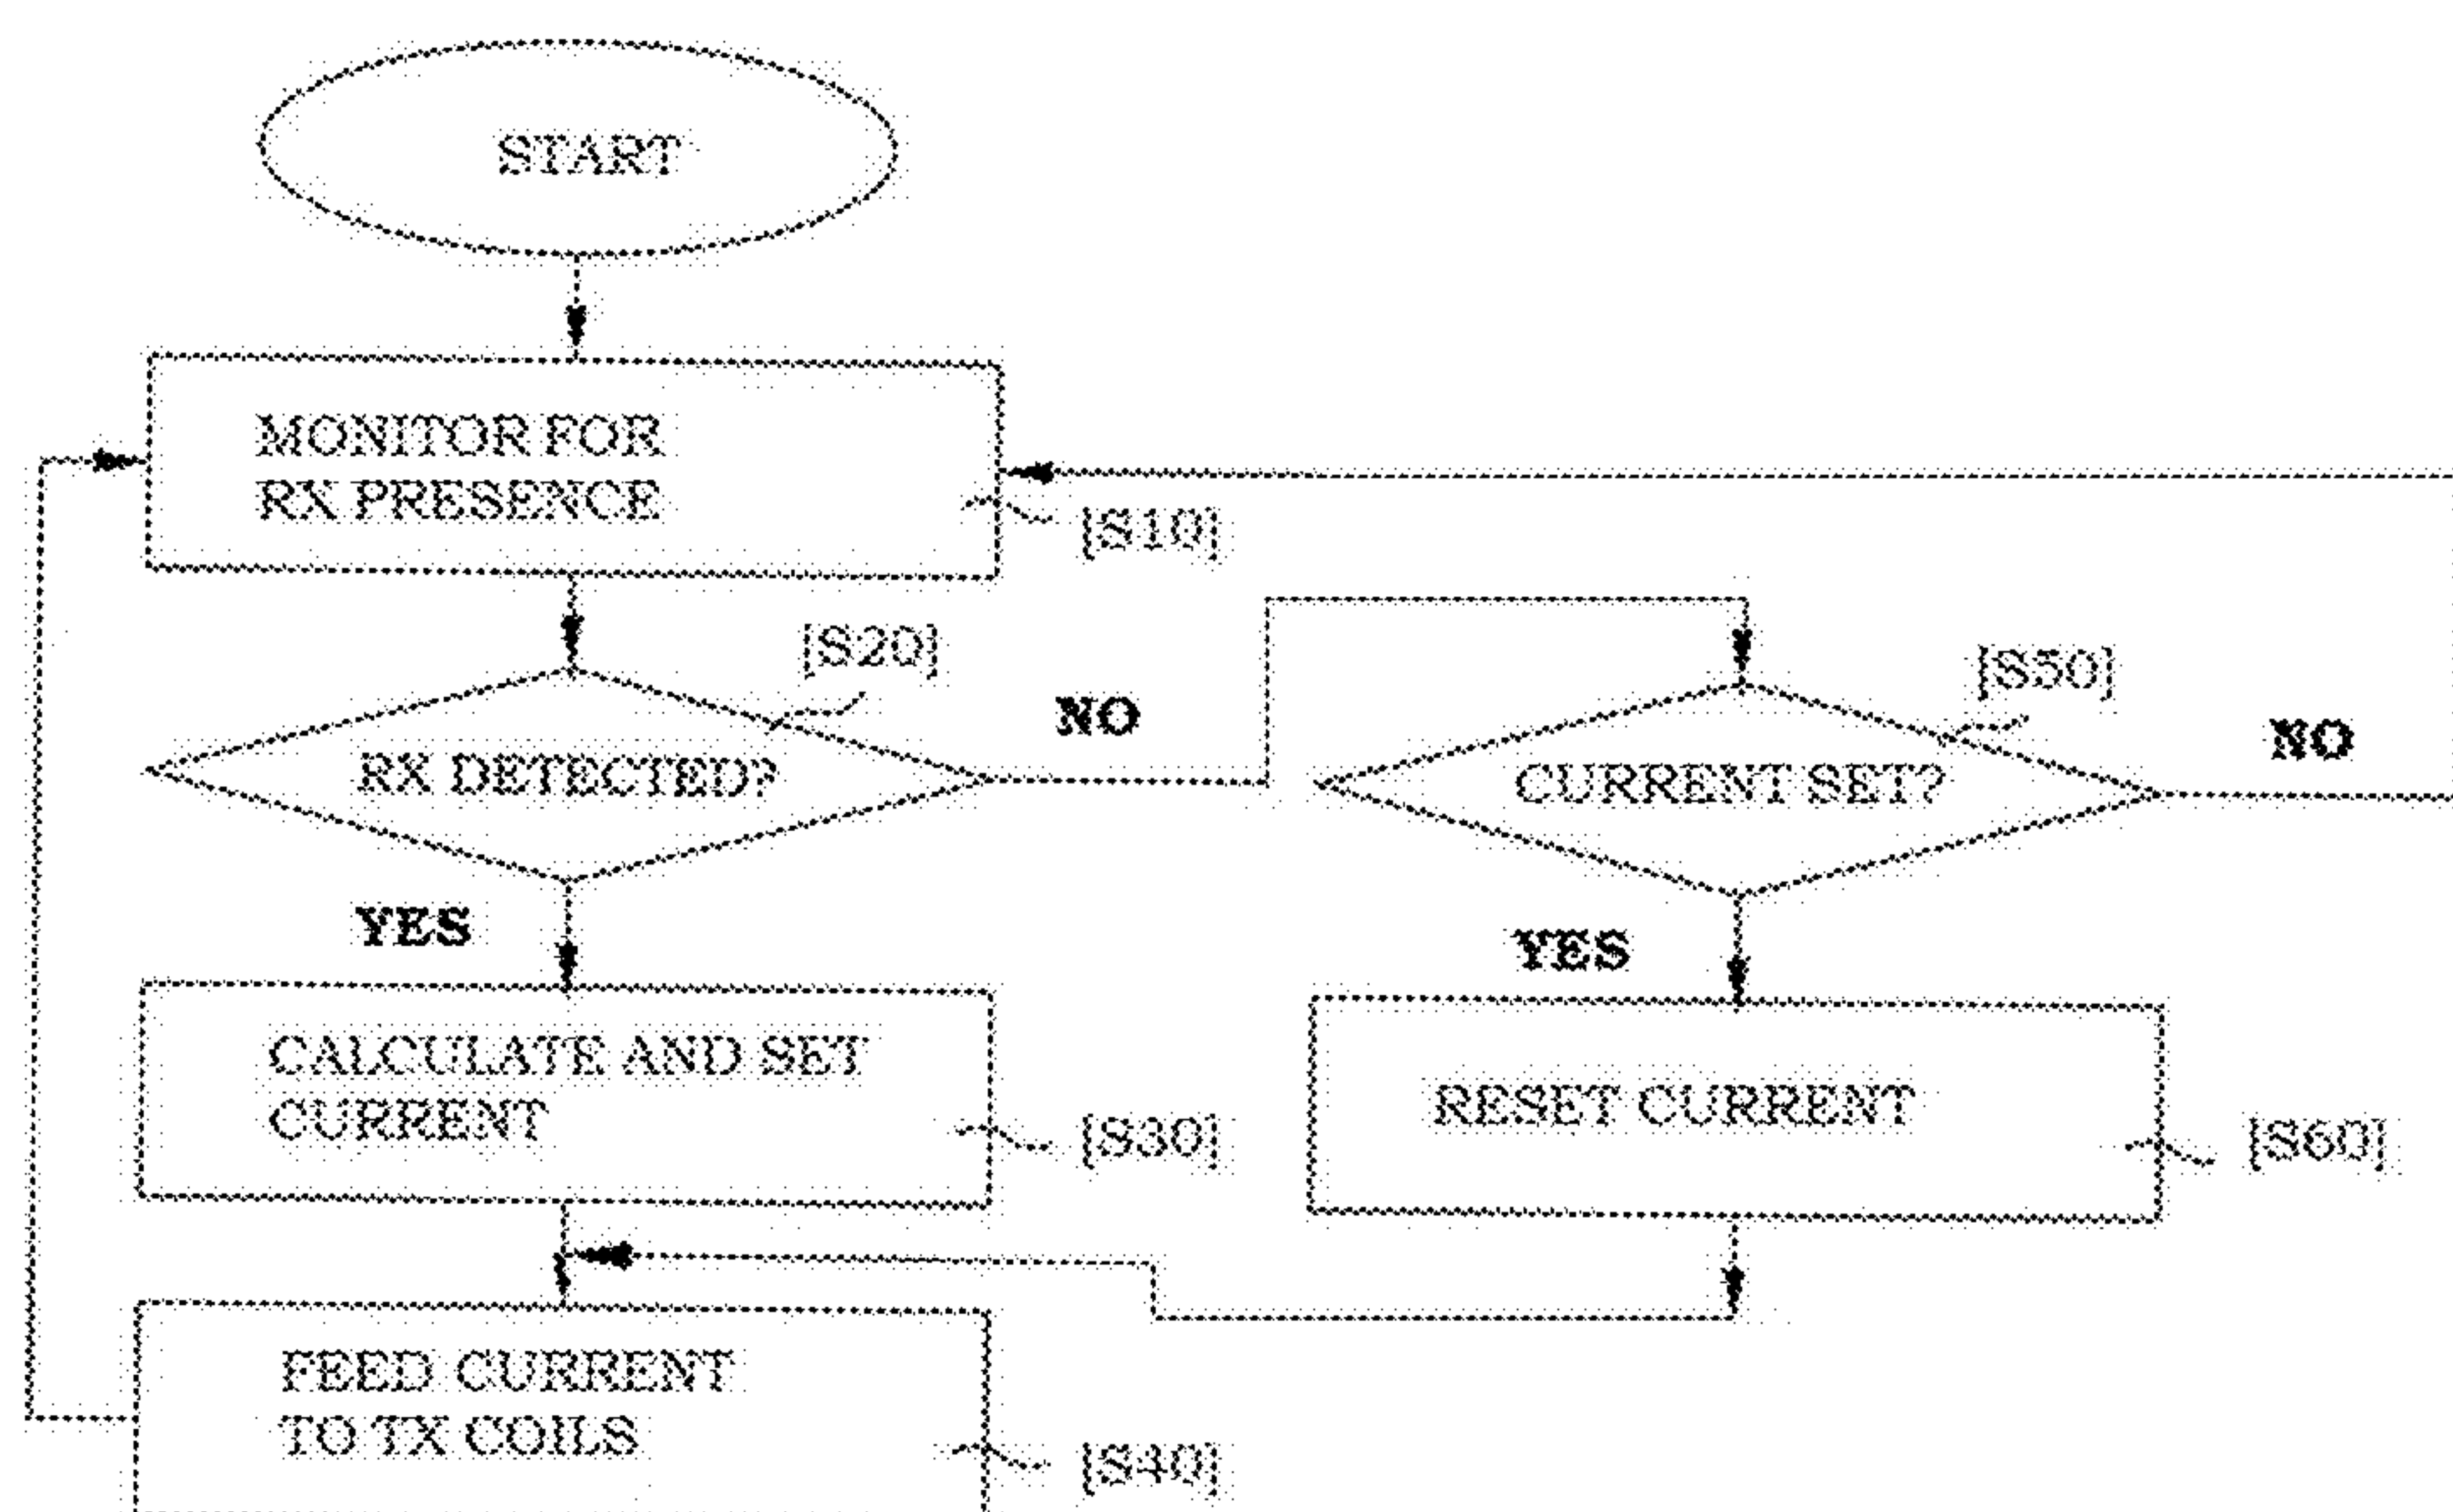 START
MONITOR FOR
RX PRESENCE
[S10]
[S20]
NO
RX DETECTED?
YES
[S50]
NO
CURRENT SET?
YES
CALCULATE AND SET
CURRENT
[S30]
RESET CURRENT
[S60]
FEED CURRENT
TO TX COILS
[S40]